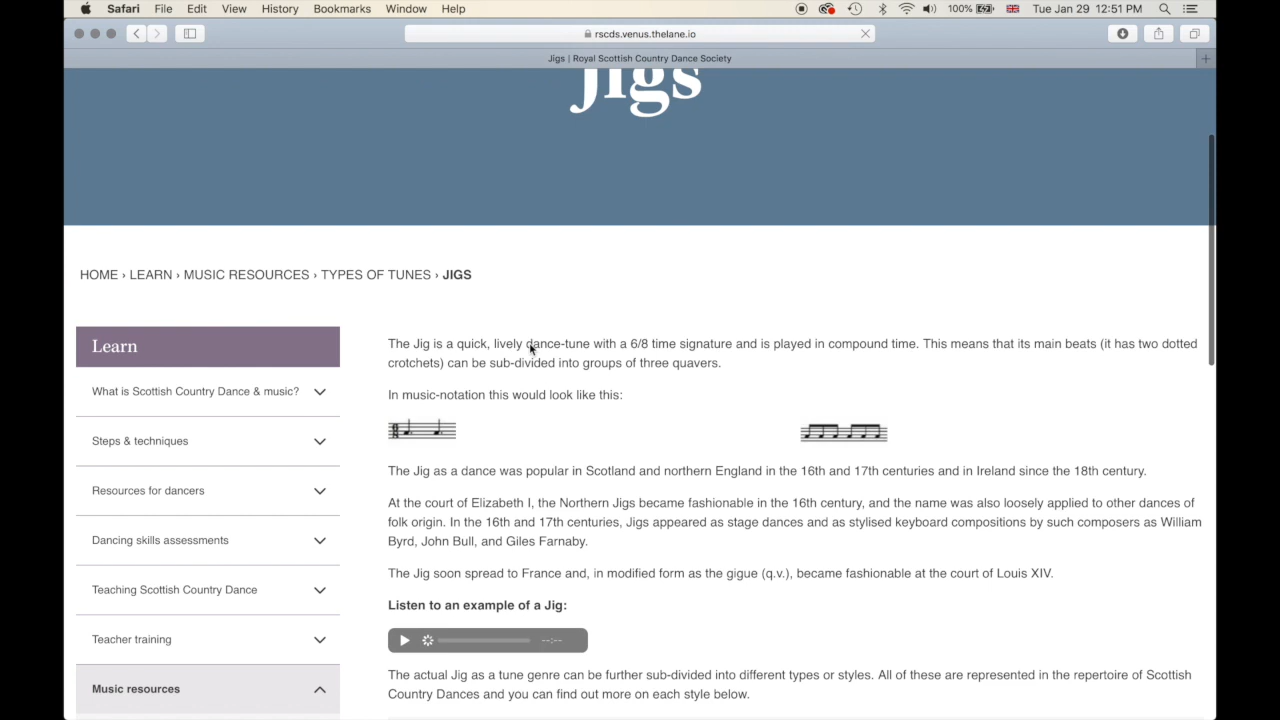 Safari File Edit View History Bookmarks Window Help 100% Tue Jan 29 12:51 PM
rscds.venus.thelane.io
Jigs | Royal Scottish Country Dance Society
Jigs
HOME › LEARN › MUSIC RESOURCES › TYPES OF TUNES › JIGS
Learn
What is Scottish Country Dance & music?
Steps & techniques
Resources for dancers
Dancing skills assessments
Teaching Scottish Country Dance
Teacher training
Music resources
The Jig is a quick, lively dance-tune with a 6/8 time signature and is played in compound time. This means that its main beats (it has two dotted
crotchets) can be sub-divided into groups of three quavers.
In music-notation this would look like this:
The Jig as a dance was popular in Scotland and northern England in the 16th and 17th centuries and in Ireland since the 18th century.
At the court of Elizabeth I, the Northern Jigs became fashionable in the 16th century, and the name was also loosely applied to other dances of
folk origin. In the 16th and 17th centuries, Jigs appeared as stage dances and as stylised keyboard compositions by such composers as William
Byrd, John Bull, and Giles Farnaby.
The Jig soon spread to France and, in modified form as the gigue (q.v.), became fashionable at the court of Louis XIV.
Listen to an example of a Jig:
--:--
The actual Jig as a tune genre can be further sub-divided into different types or styles. All of these are represented in the repertoire of Scottish
Country Dances and you can find out more on each style below.